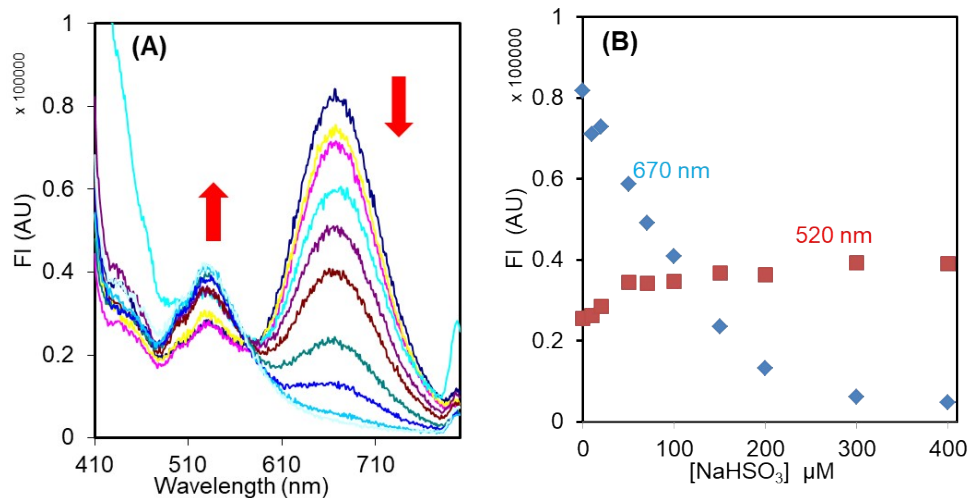 (A)
x 100000
FI (AU)
1
0.8
0.6
0.4
0.2
0
410
510
610
710
Wavelength (nm)
(B)
x 100000
FI (AU)
1
0.8
0.6
0.4
0.2
0
670 nm
520 nm
0
100
200
300
400
[NaHSO₃] μM